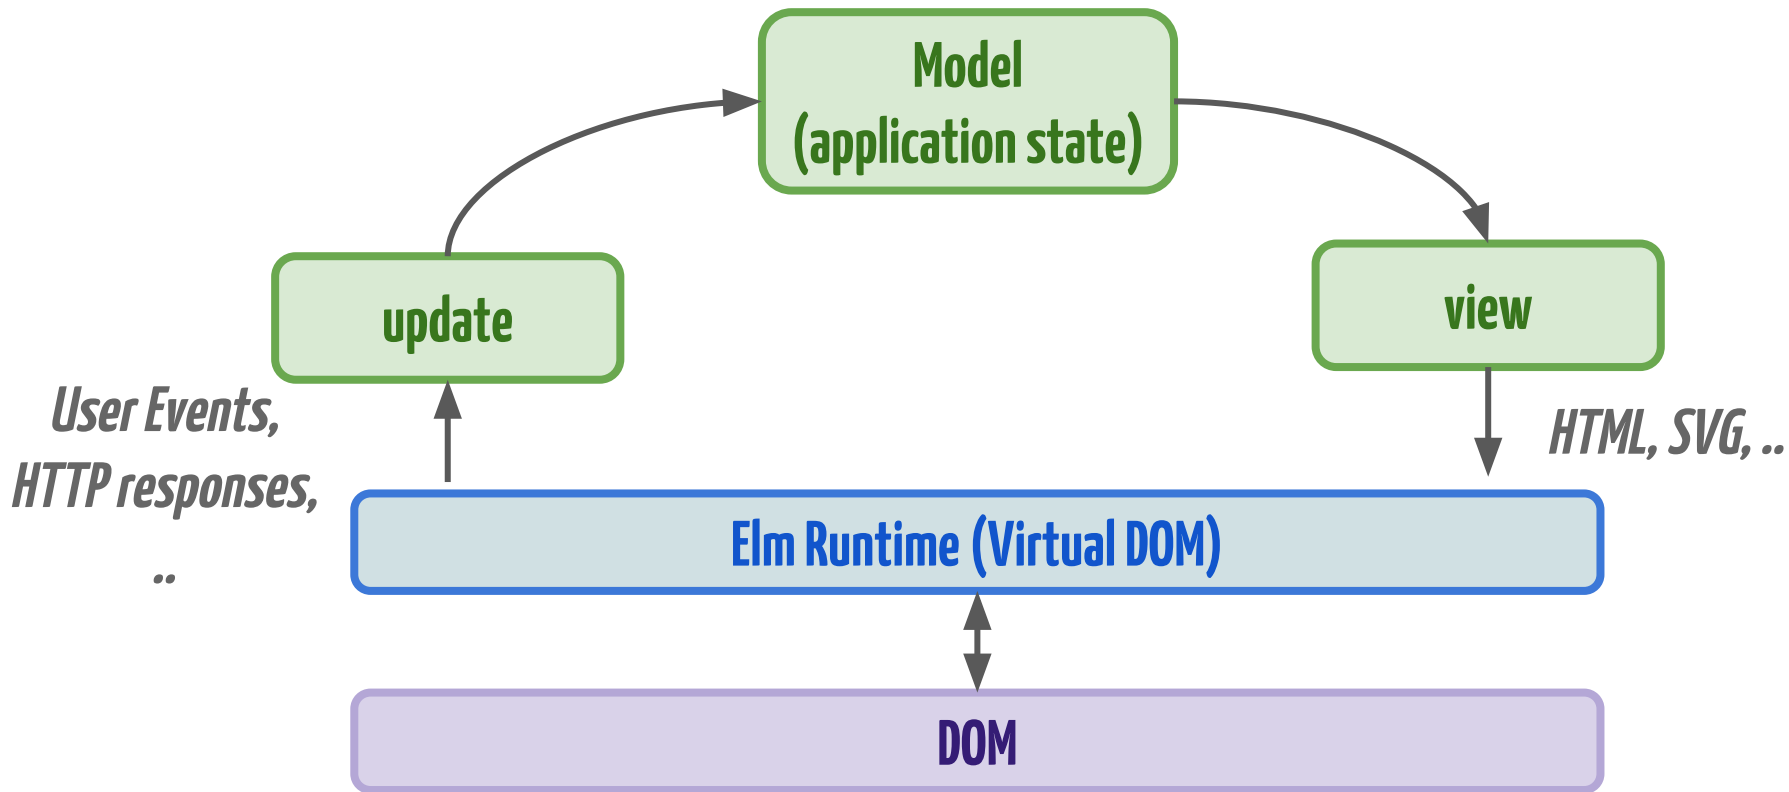 Model
(application state)
update
view
User Events,
HTTP responses,
..
HTML, SVG, ..
Elm Runtime (Virtual DOM)
DOM